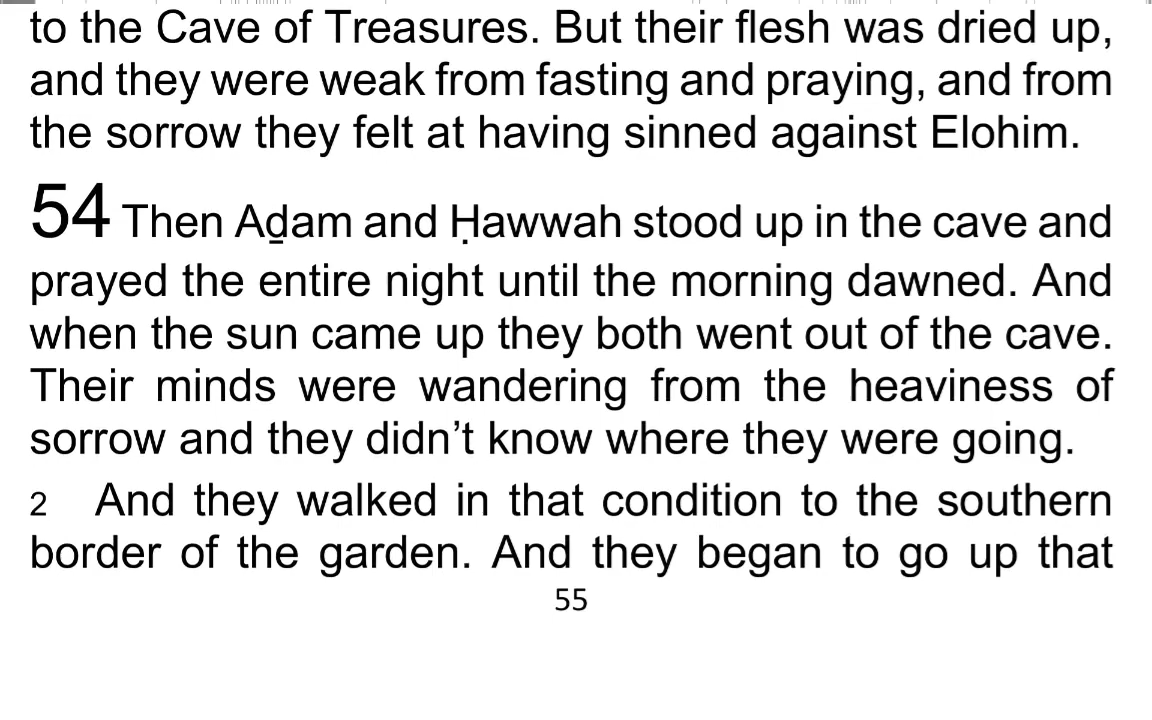 to the Cave of Treasures. But their flesh was dried up,
and they were weak from fasting and praying, and from
the sorrow they felt at having sinned against Elohim.
54 Then Aḏam and Ḥawwah stood up in the cave and
prayed the entire night until the morning dawned. And
when the sun came up they both went out of the cave.
Their minds were wandering from the heaviness of
sorrow and they didn’t know where they were going.
2 And they walked in that condition to the southern
border of the garden. And they began to go up that
55